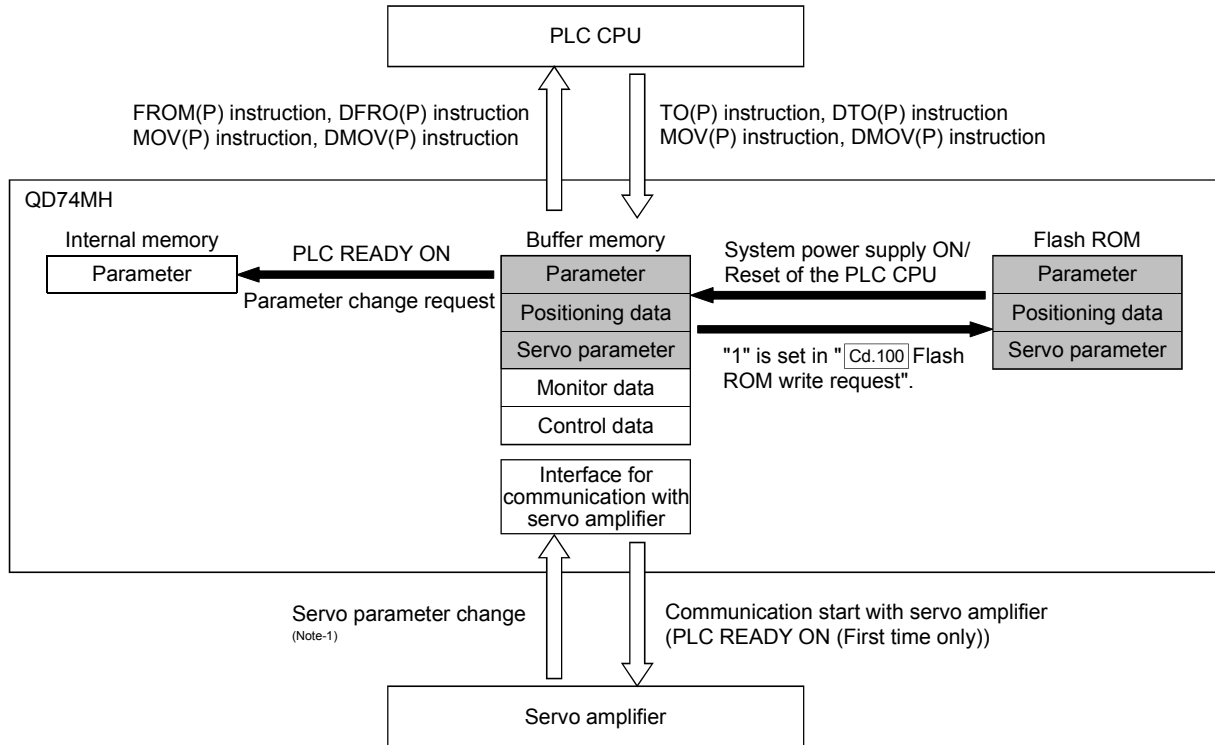 PLC CPU
FROM(P) instruction, DFRO(P) instruction
MOV(P) instruction, DMOV(P) instruction
TO(P) instruction, DTO(P) instruction
MOV(P) instruction, DMOV(P) instruction
QD74MH
Internal memory
Parameter
PLC READY ON
Parameter change request
Buffer memory
Parameter
Positioning data
Servo parameter
Monitor data
Control data
System power supply ON/
Reset of the PLC CPU
"1" is set in " Cd.100 Flash
ROM write request".
Flash ROM
Parameter
Positioning data
Servo parameter
Interface for
communication with
servo amplifier
Servo parameter change
(Note-1)
Communication start with servo amplifier
(PLC READY ON (First time only))
Servo amplifier